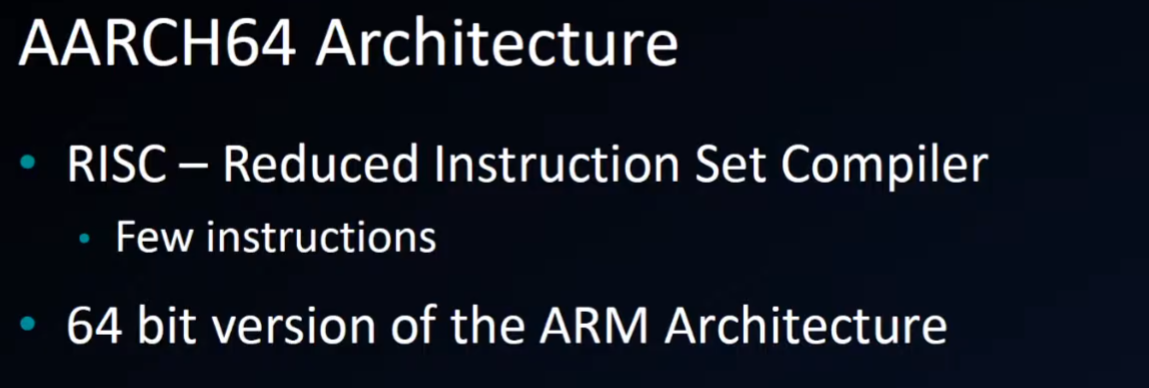 AARCH64 Architecture
• RISC – Reduced Instruction Set Compiler
• Few instructions
• 64 bit version of the ARM Architecture